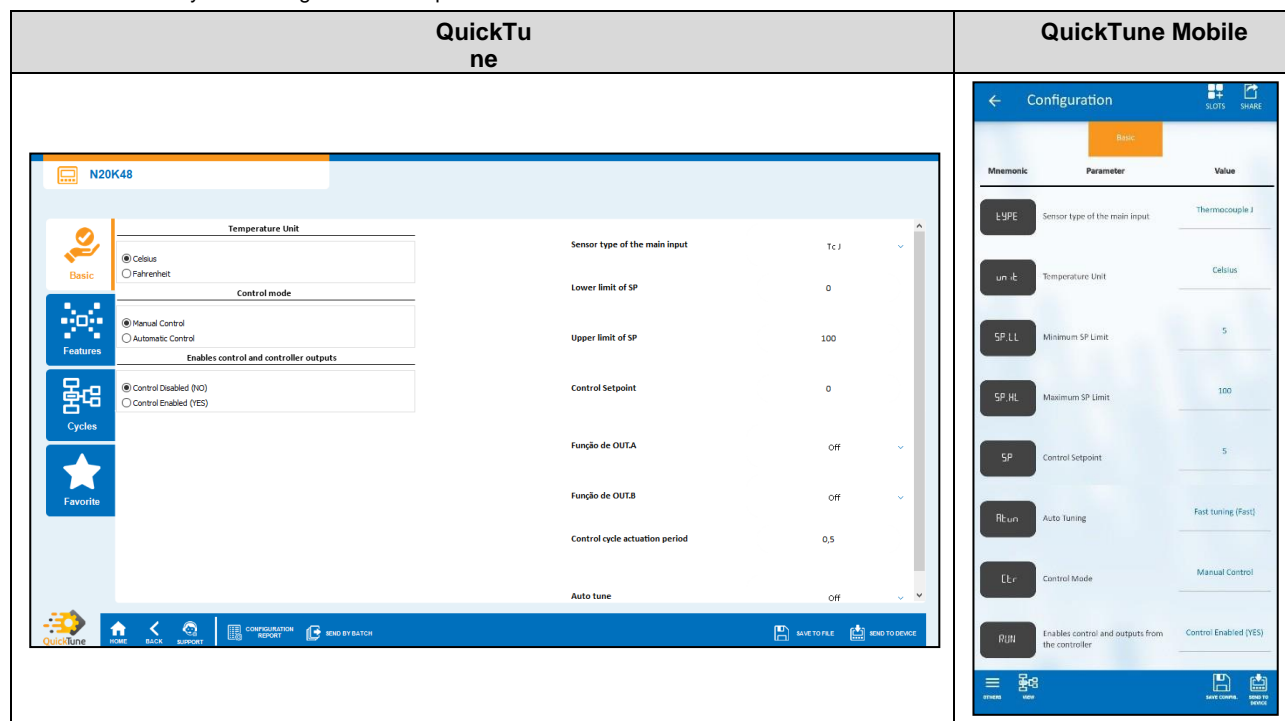 QuickTu
ne
QuickTune Mobile
N20K48
Basic
Features
Cycles
Favorite
Temperature Unit
Celsius
Fahrenheit
Control mode
Manual Control
Automatic Control
Enables control and controller outputs
Control Disabled (NO)
Control Enabled (YES)
Sensor type of the main input Tc J
Lower limit of SP 0
Upper limit of SP 100
Control Setpoint 0
Função de OUT.A Off
Função de OUT.B Off
Control cycle actuation period 0,5
Auto tune Off
QuickTune
HOME BACK SUPPORT
CONFIGURATION
REPORT
SEND BY BATCH
SAVE TO FILE SEND TO DEVICE
Configuration SLOTS SHARE
Basic
Mnemonic Parameter Value
tYPE Sensor type of the main input Thermocouple J
unit Temperature Unit Celsius
SP.LL Minimum SP Limit 5
SP.HL Maximum SP Limit 100
SP Control Setpoint 5
Atun Auto Tuning Fast tuning (Fast)
Ctr Control Mode Manual Control
RUN Enables control and outputs from
the controller Control Enabled (YES)
OTHERS VIEW SAVE CONFIG. SEND TO
DEVICE